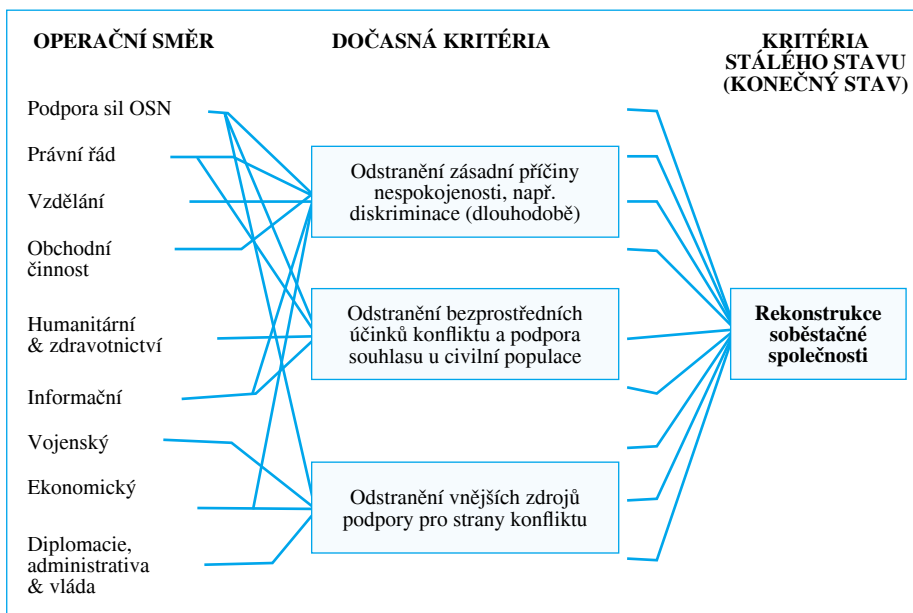 OPERAČNÍ SMĚR
DOČASNÁ KRITÉRIA
KRITÉRIA
STÁLÉHO STAVU
(KONEČNÝ STAV)
Podpora sil OSN
Právní řád
Vzdělání
Obchodní
činnost
Humanitární
& zdravotnictví
Informační
Vojenský
Ekonomický
Diplomacie,
administrativa
& vláda
Odstranění zásadní příčiny
nespokojenosti, např.
diskriminace (dlouhodobě)
Odstranění bezprostředních
účinků konfliktu a podpora
souhlasu u civilní populace
Odstranění vnějších zdrojů
podpory pro strany konfliktu
Rekonstrukce
soběstačné
společnosti